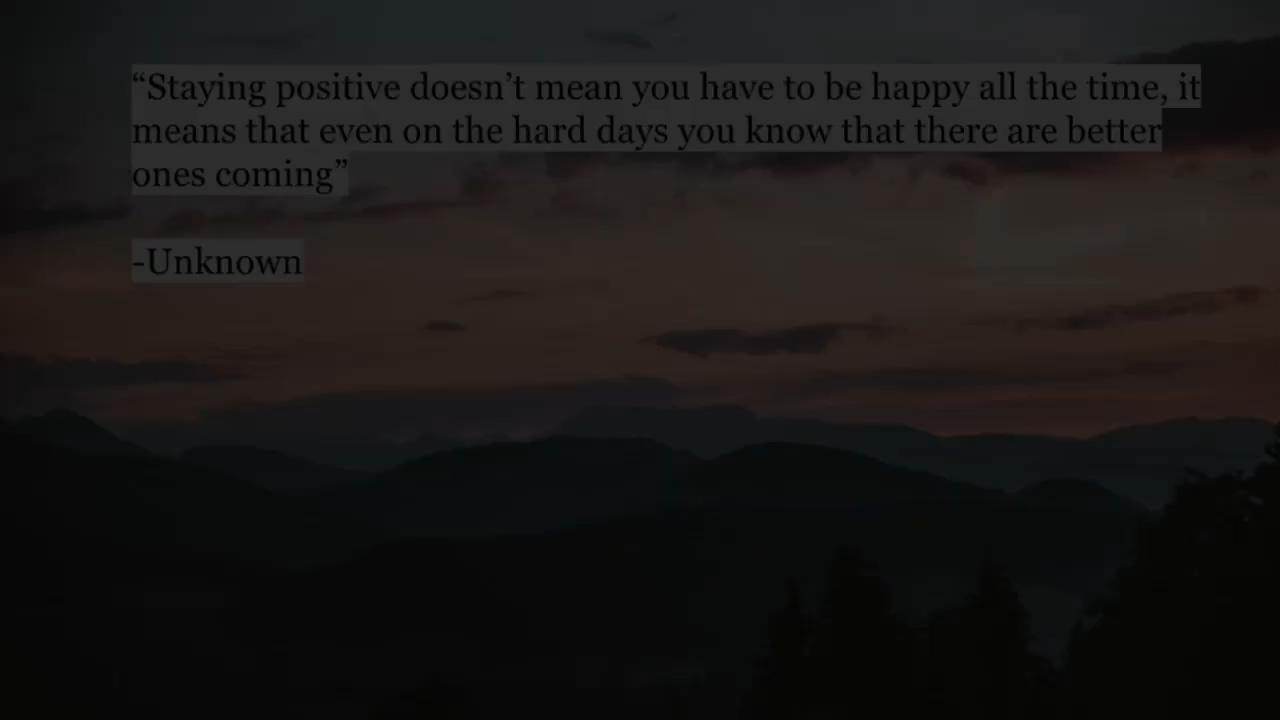 “Staying positive doesn’t mean you have to be happy all the time, it
means that even on the hard days you know that there are better
ones coming”
-Unknown